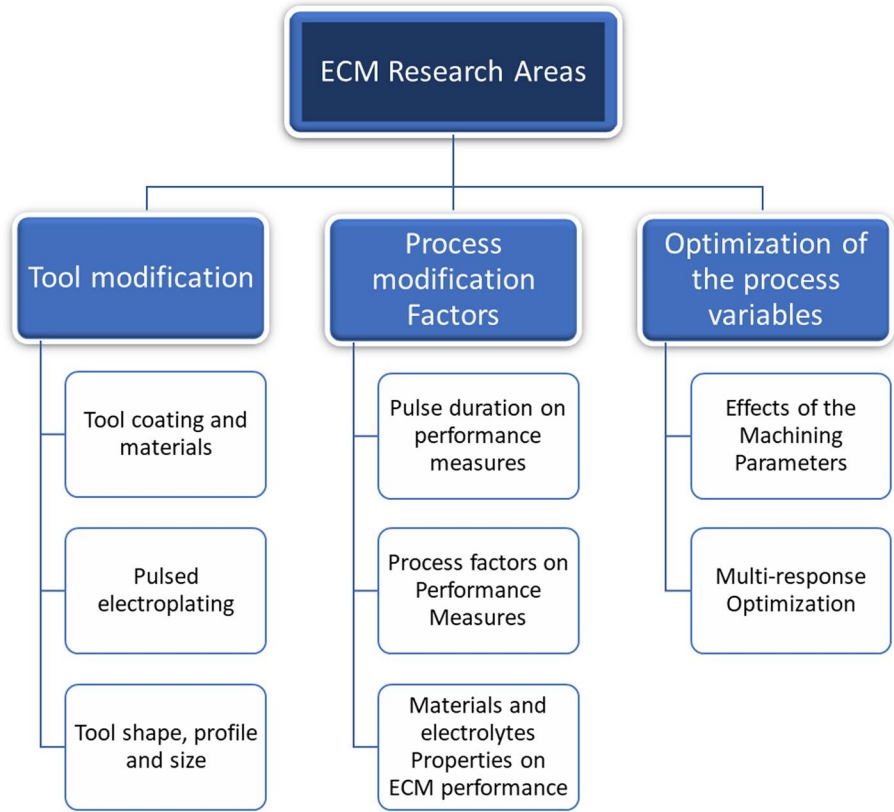 ECM Research Areas
Tool modification
Tool coating and
materials
Pulsed
electroplating
Tool shape, profile
and size
Process
modification
Factors
Pulse duration on
performance
measures
Process factors on
Performance
Measures
Materials and
electrolytes
Properties on
ECM performance
Optimization of
the process
variables
Effects of the
Machining
Parameters
Multi-response
Optimization